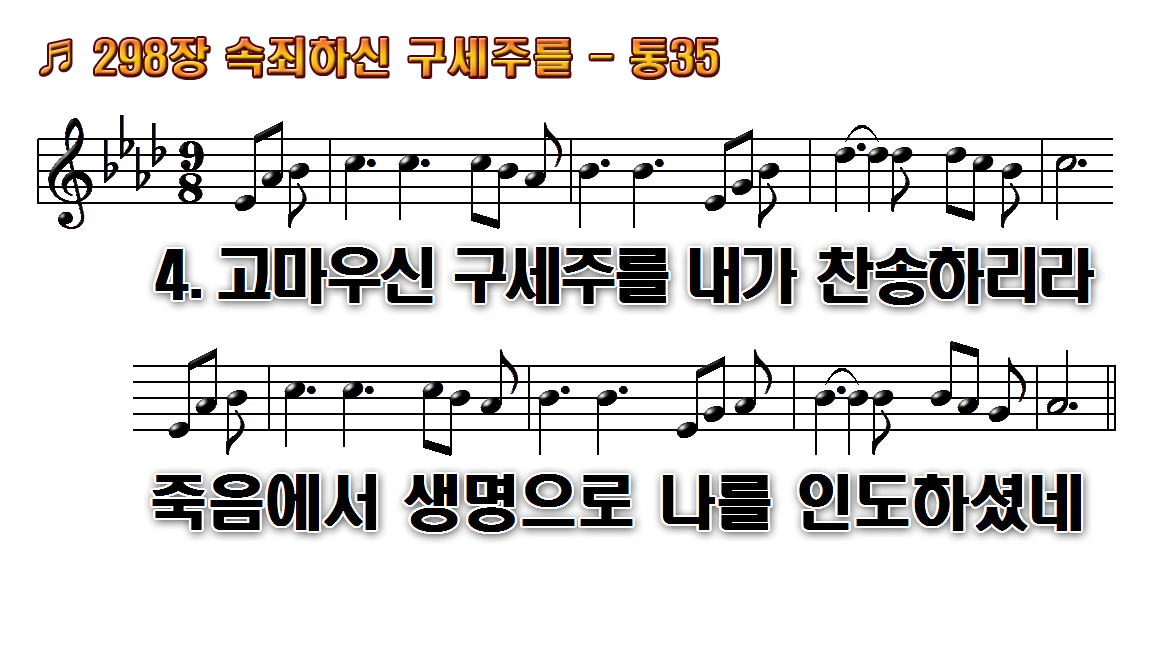 ♬ 298장 속죄하신 구세주를 - 통35
9
8
4. 고마우신 구세주를 내가 찬송하리라
죽음에서 생명으로 나를 인도하셨네